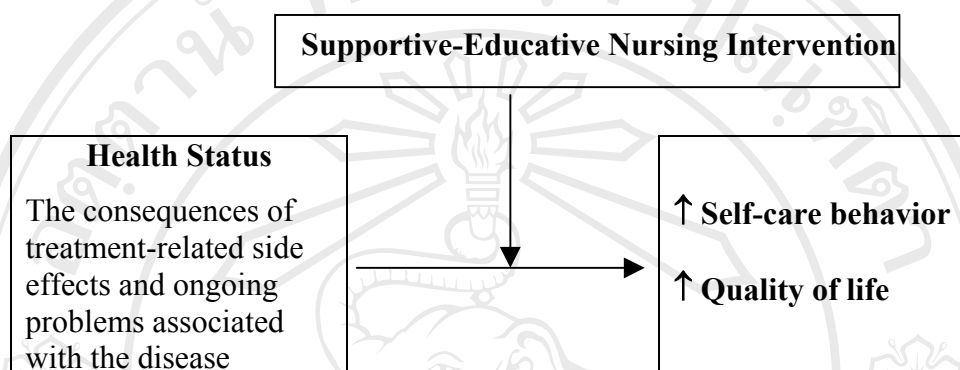 Supportive-Educative Nursing Intervention
Health Status
The consequences of
treatment-related side
effects and ongoing
problems associated
with the disease
↑ Self-care behavior
↑ Quality of life